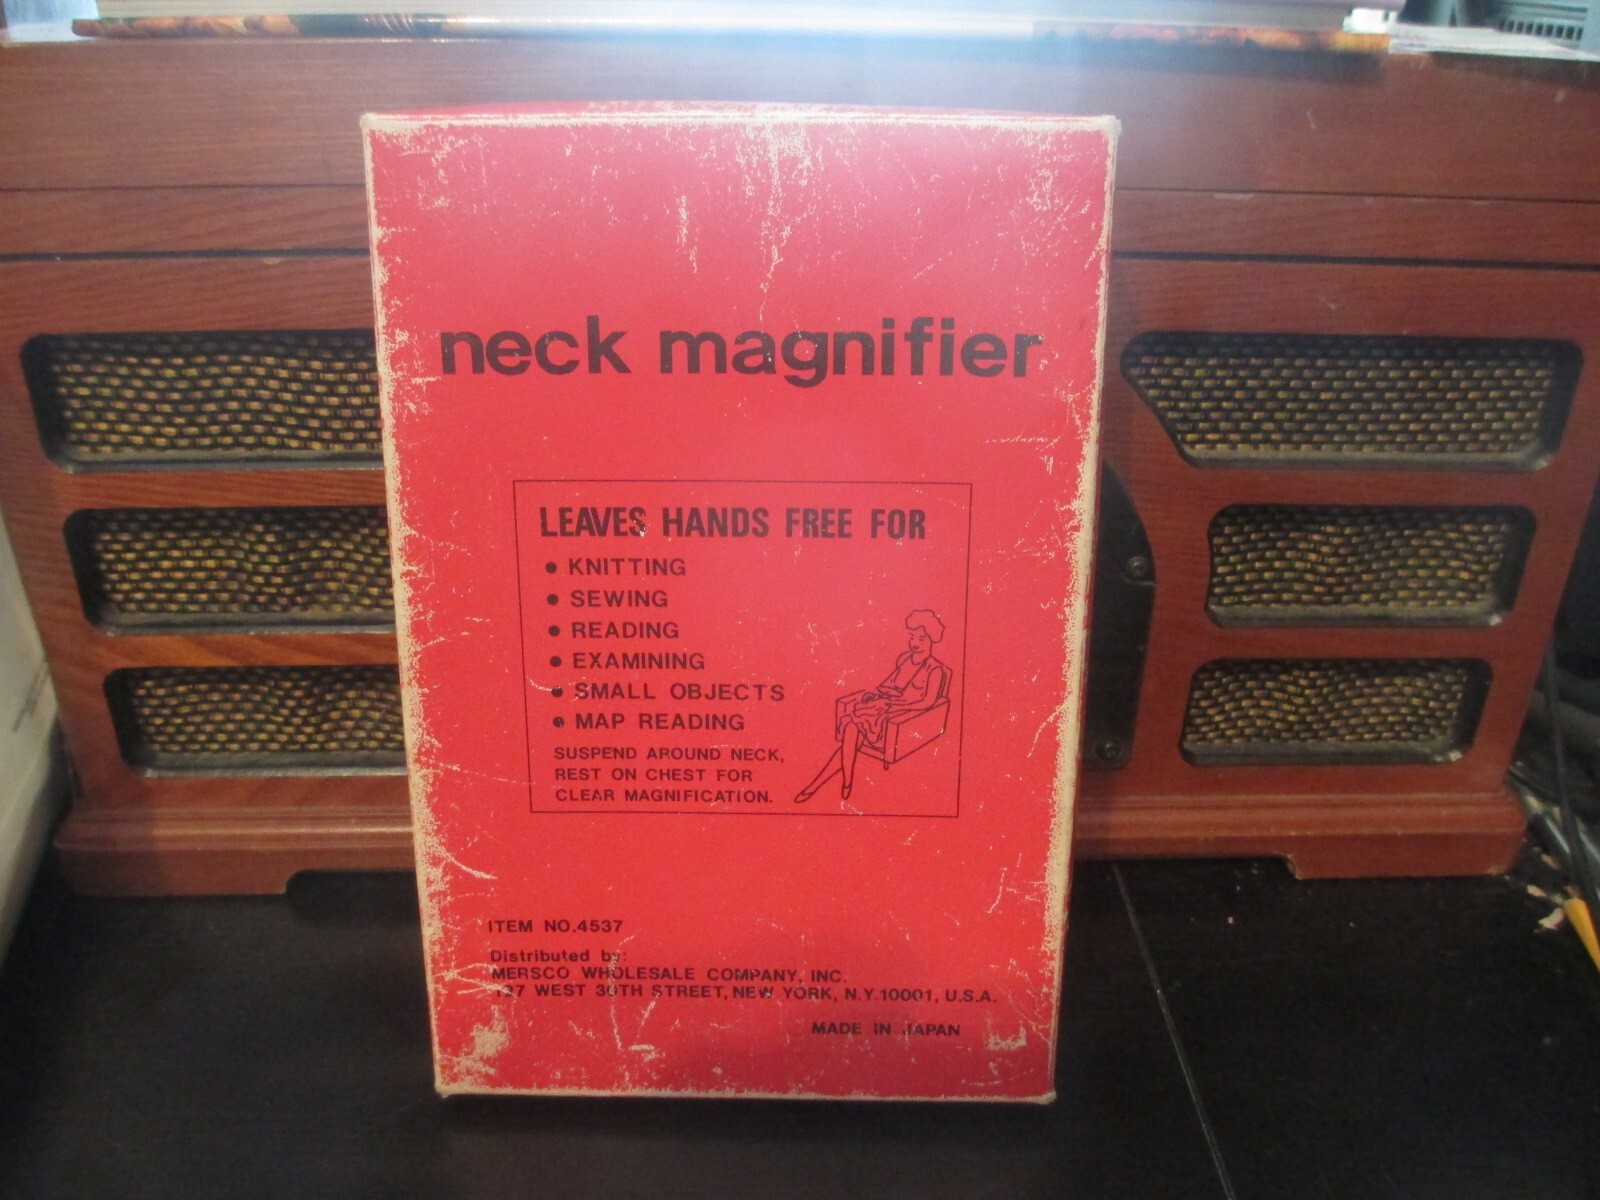 neck magnifier
LEAVES HANDS FREE FOR
• KNITTING
• SEWING
• READING
• EXAMINING
• SMALL OBJECTS
• MAP READING
SUSPEND AROUND NECK,
REST ON CHEST FOR
CLEAR MAGNIFICATION.
ITEM NO.4537
Distributed by:
MERSCO WHOLESALE COMPANY, INC.
127 WEST 30TH STREET, NEW YORK, N.Y.10001, U.S.A.
MADE IN JAPAN